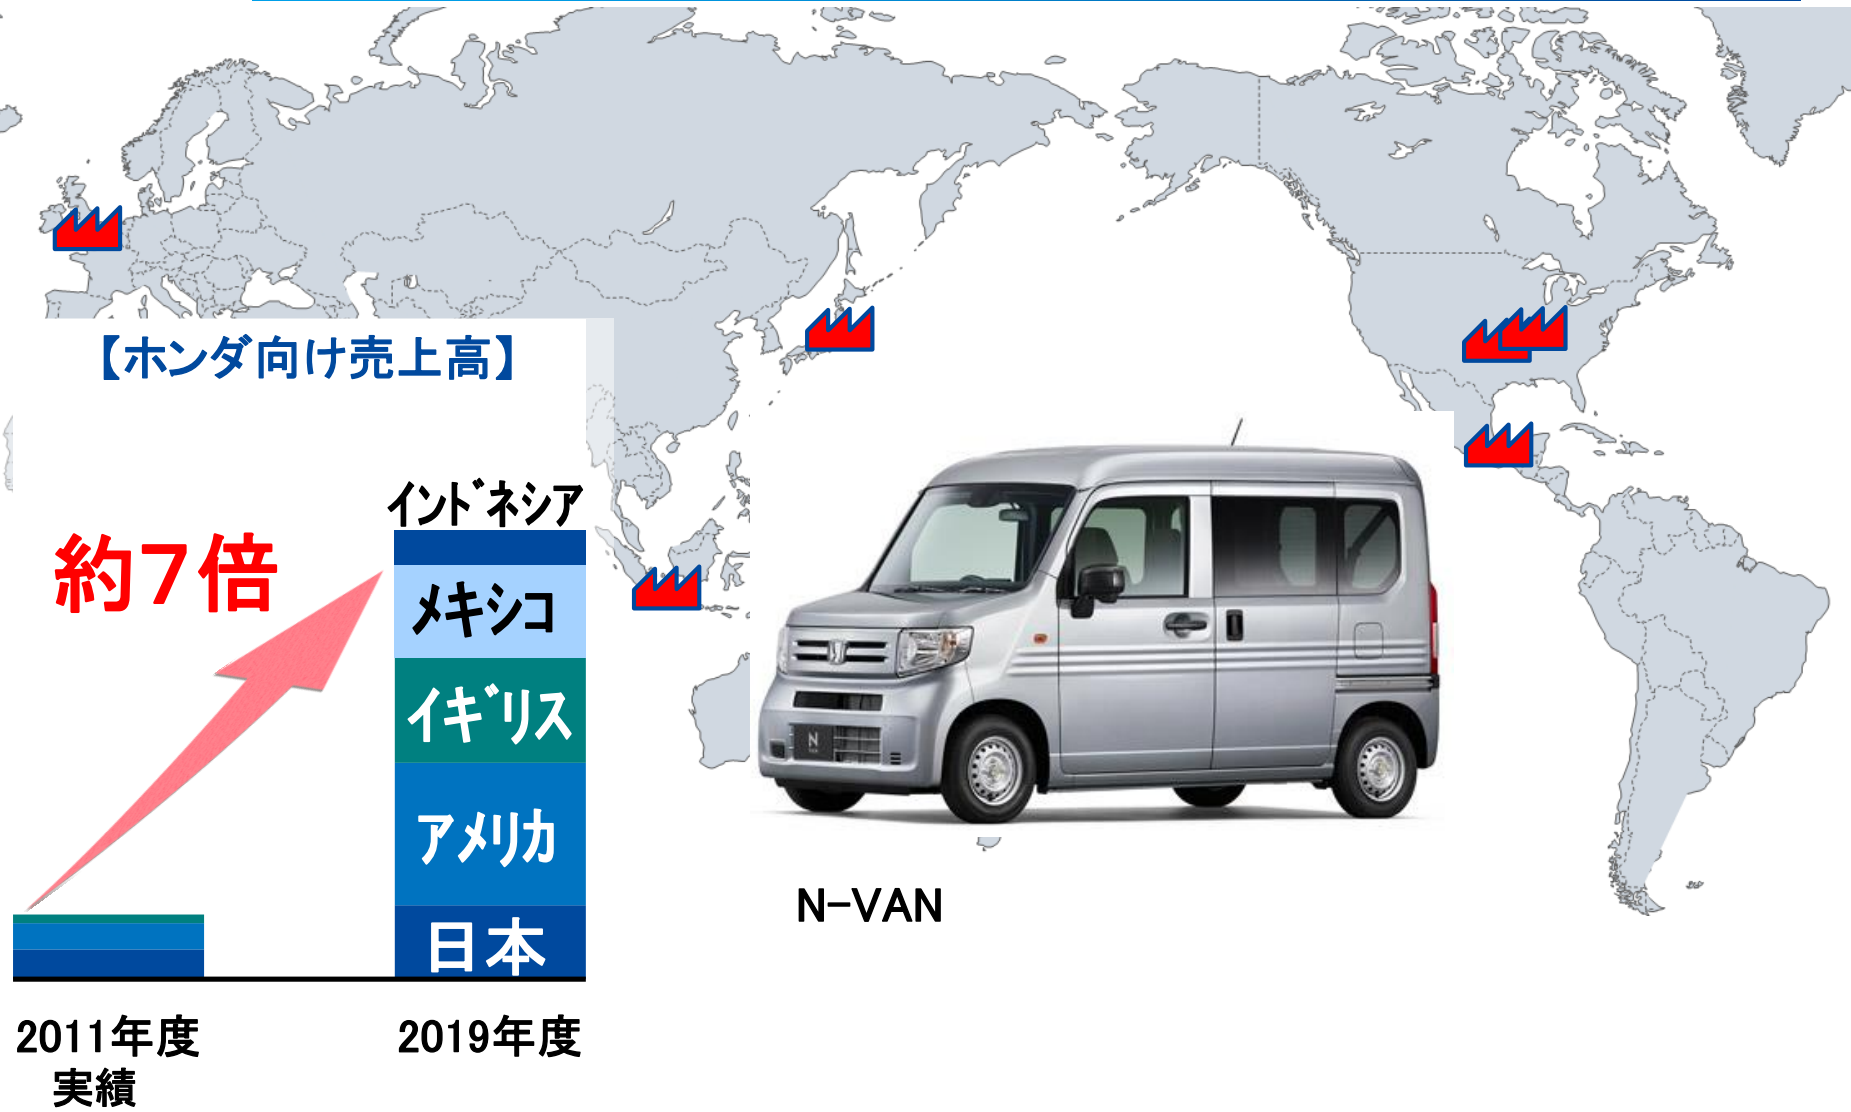 【ホンダ向け売上高】
約7倍
インドネシア
メキシコ
イギリス
アメリカ
日本
2011年度
実績
2019年度
N
N-VAN